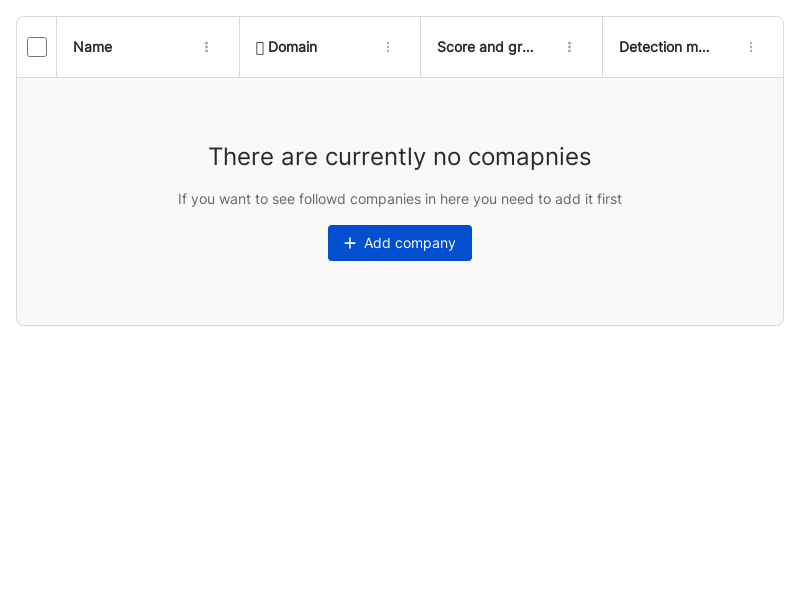 Name
Domain
Score and gr...
Detection m...
There are currently no comapnies
If you want to see followd companies in here you need to add it first
Add company